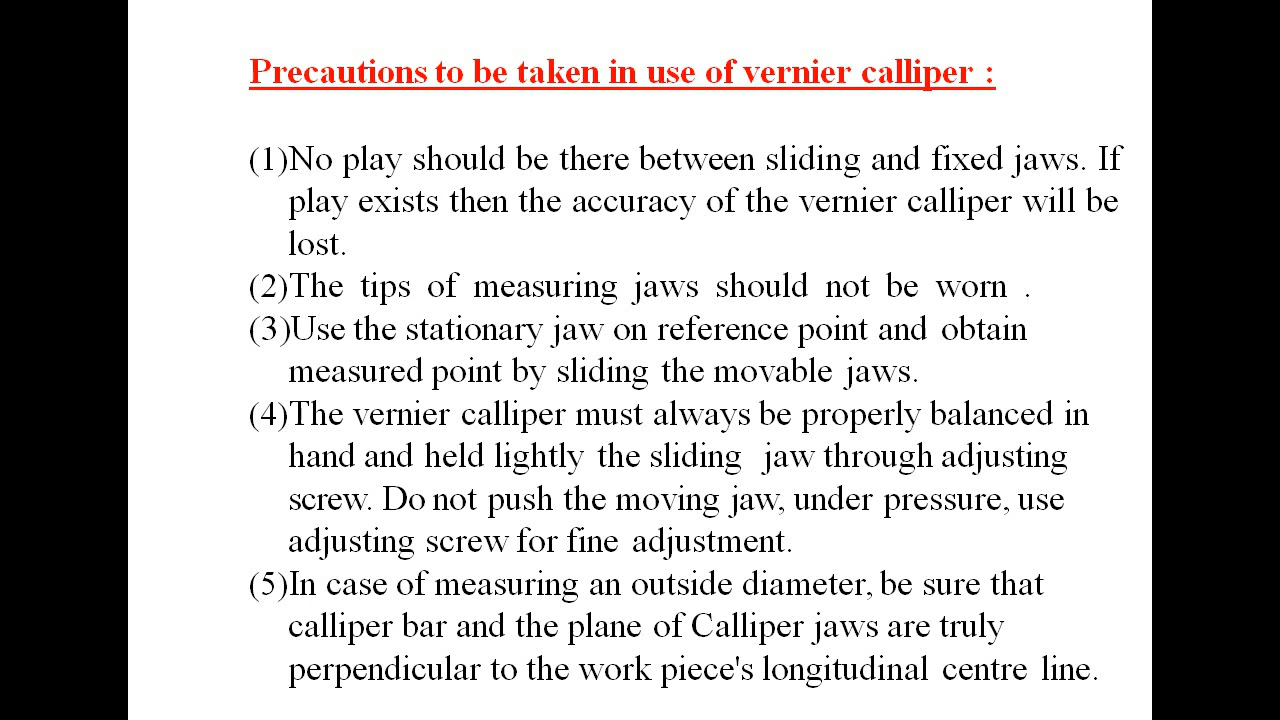 Precautions to be taken in use of vernier calliper :
(1)No play should be there between sliding and fixed jaws. If
play exists then the accuracy of the vernier calliper will be
lost.
(2)The tips of measuring jaws should not be worn .
(3)Use the stationary jaw on reference point and obtain
measured point by sliding the movable jaws.
(4)The vernier calliper must always be properly balanced in
hand and held lightly the sliding jaw through adjusting
screw. Do not push the moving jaw, under pressure, use
adjusting screw for fine adjustment.
(5)In case of measuring an outside diameter, be sure that
calliper bar and the plane of Calliper jaws are truly
perpendicular to the work piece's longitudinal centre line.